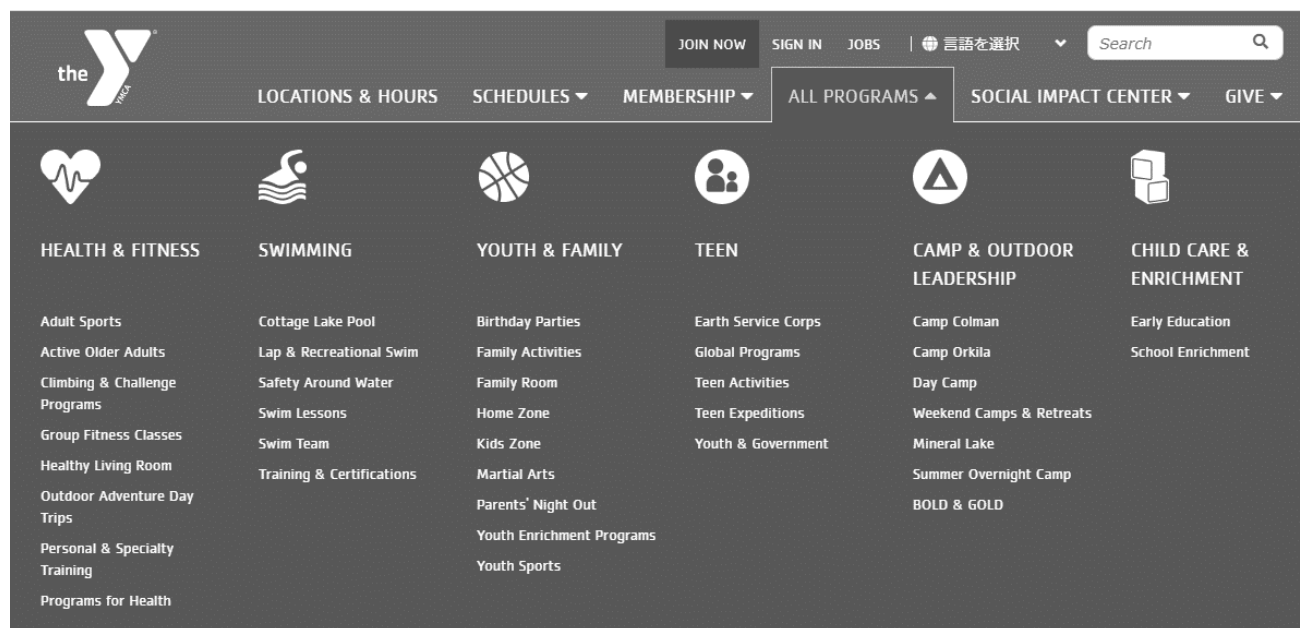 the
YMCA
JOIN NOW
SIGN IN
JOBS
言語を選択
Search
LOCATIONS & HOURS
SCHEDULES
MEMBERSHIP
ALL PROGRAMS
SOCIAL IMPACT CENTER
GIVE
HEALTH & FITNESS
Adult Sports
Active Older Adults
Climbing & Challenge
Programs
Group Fitness Classes
Healthy Living Room
Outdoor Adventure Day
Trips
Personal & Specialty
Training
Programs for Health
SWIMMING
Cottage Lake Pool
Lap & Recreational Swim
Safety Around Water
Swim Lessons
Swim Team
Training & Certifications
YOUTH & FAMILY
Birthday Parties
Family Activities
Family Room
Home Zone
Kids Zone
Martial Arts
Parents' Night Out
Youth Enrichment Programs
Youth Sports
TEEN
Earth Service Corps
Global Programs
Teen Activities
Teen Expeditions
Youth & Government
CAMP & OUTDOOR
LEADERSHIP
Camp Colman
Camp Orkila
Day Camp
Weekend Camps & Retreats
Mineral Lake
Summer Overnight Camp
BOLD & GOLD
CHILD CARE &
ENRICHMENT
Early Education
School Enrichment